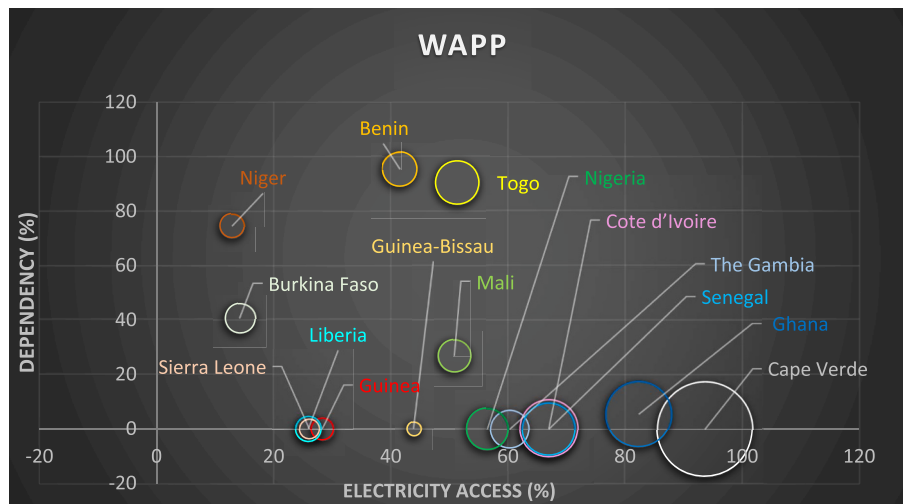 WAPP
120
Benin
100
Niger
Togo
Nigeria
80
Cote d'Ivoire
Guinea-Bissau
60
The Gambia
Burkina Faso
Mali
Senegal
40
Liberia
Ghana
20
Sierra Leone
Guinea
Cape Verde
0
-20
0
20
40
60
80
100
120
-20
DEPENDENCY (%)
ELECTRICITY ACCESS (%)